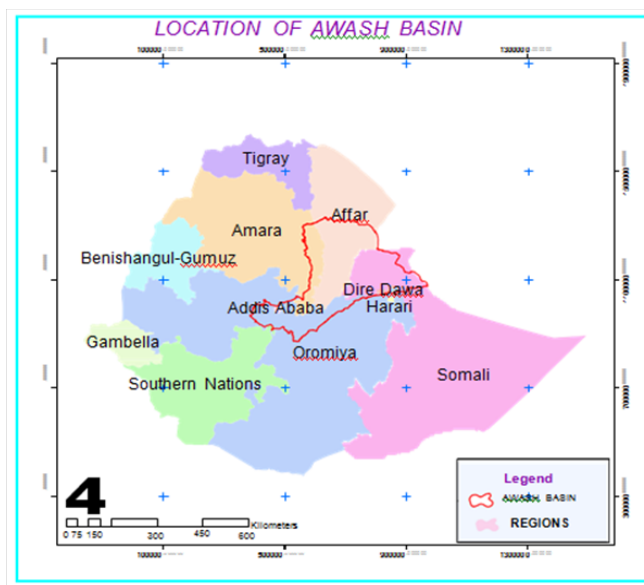 LOCATION OF AWASH BASIN
Tigray
Affar
Amara
Benishangul-Gumuz
Dire Dawa
Addis Ababa
Harari
Gambella
Oromiya
Southern Nations
Somali
Legend
AWASH BASIN
REGIONS
4
Kilometers
0 75 150 300 450 600